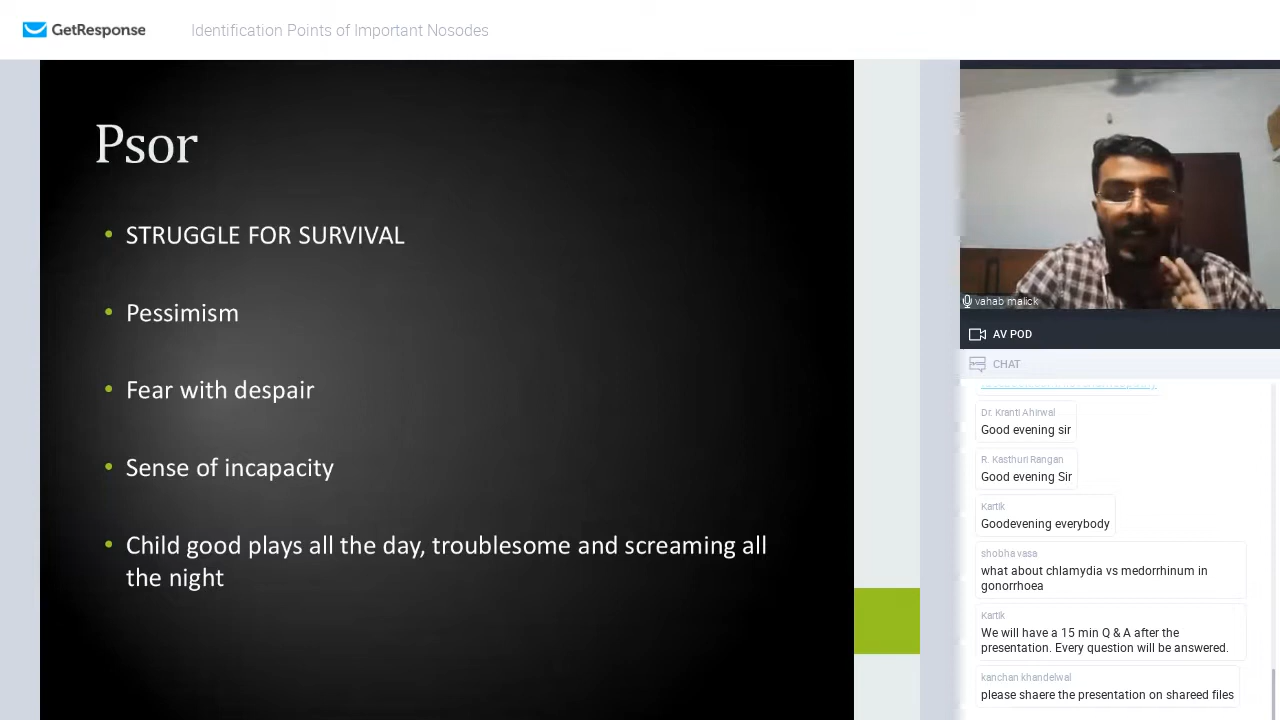 GetResponse
Identification Points of Important Nosodes
Psor
• STRUGGLE FOR SURVIVAL
• Pessimism
• Fear with despair
• Sense of incapacity
• Child good plays all the day, troublesome and screaming all
the night
vahab malick
AV POD
CHAT
Dr. Kranti Ahirwal
Good evening sir
R. Kasthuri Rangan
Good evening Sir
Kartik
Goodevening everybody
shobha vasa
what about chlamydia vs medorrhinum in
gonorrhoea
Kartik
We will have a 15 min Q & A after the
presentation. Every question will be answered.
kanchan khandelwal
please shaere the presentation on shareed files